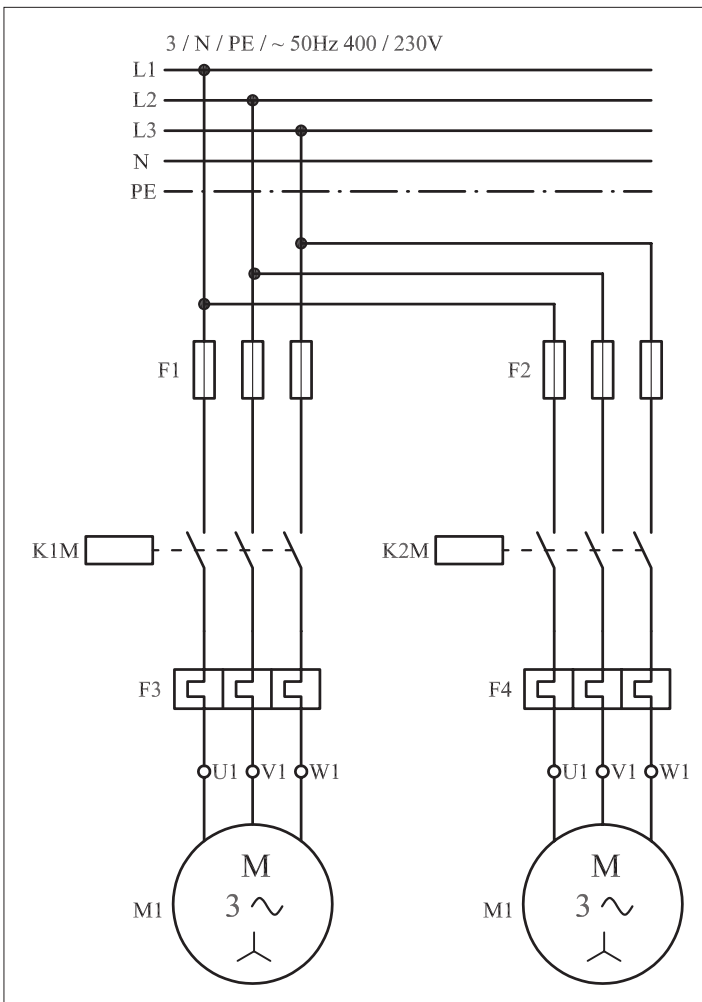 3 / N / PE / ~ 50Hz 400 / 230V
L1
L2
L3
N
PE
F1 F2
K1M K2M
F3 F4
U1 V1 W1 U1 V1 W1
M M
M1 3 M1 3